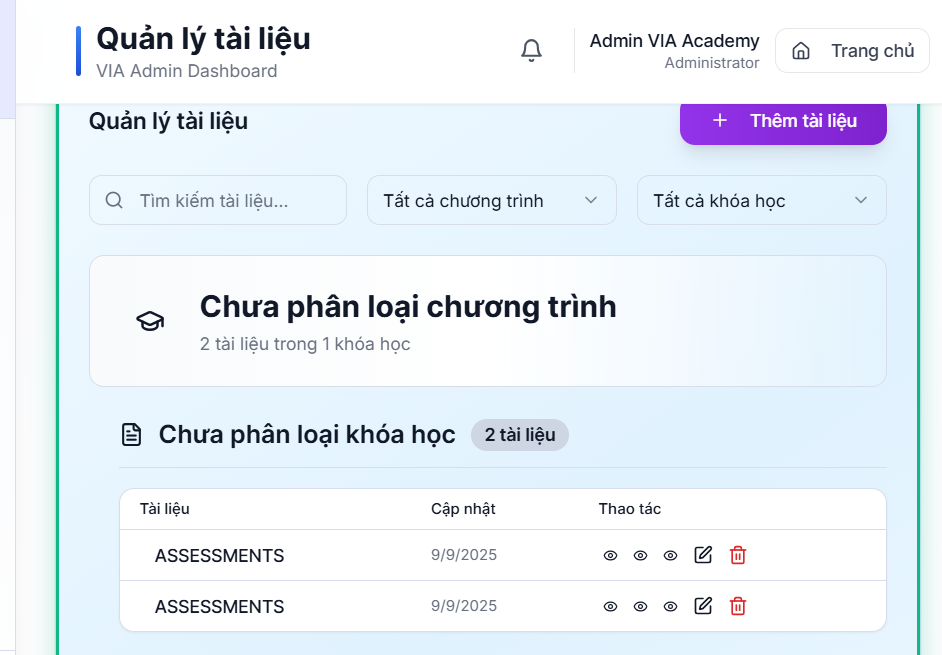 Quản lý tài liệu
VIA Admin Dashboard
Admin VIA Academy
Administrator
Trang chủ
Quản lý tài liệu
Thêm tài liệu
Tìm kiếm tài liệu...
Tất cả chương trình
Tất cả khóa học
Chưa phân loại chương trình
2 tài liệu trong 1 khóa học
Chưa phân loại khóa học
2 tài liệu
Tài liệu Cập nhật Thao tác
ASSESSMENTS 9/9/2025
ASSESSMENTS 9/9/2025